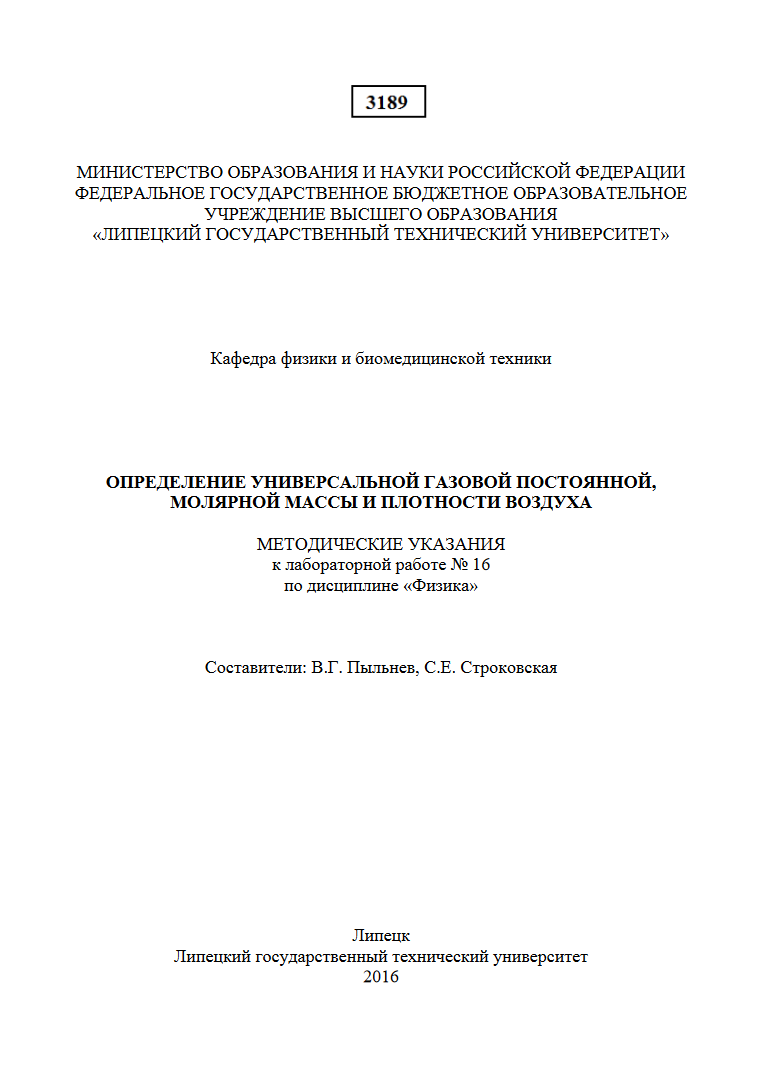 3189
МИНИСТЕРСТВО ОБРАЗОВАНИЯ И НАУКИ РОССИЙСКОЙ ФЕДЕРАЦИИ
ФЕДЕРАЛЬНОЕ ГОСУДАРСТВЕННОЕ БЮДЖЕТНОЕ ОБРАЗОВАТЕЛЬНОЕ
УЧРЕЖДЕНИЕ ВЫСШЕГО ОБРАЗОВАНИЯ
«ЛИПЕЦКИЙ ГОСУДАРСТВЕННЫЙ ТЕХНИЧЕСКИЙ УНИВЕРСИТЕТ»
Кафедра физики и биомедицинской техники
ОПРЕДЕЛЕНИЕ УНИВЕРСАЛЬНОЙ ГАЗОВОЙ ПОСТОЯННОЙ,
МОЛЯРНОЙ МАССЫ И ПЛОТНОСТИ ВОЗДУХА
МЕТОДИЧЕСКИЕ УКАЗАНИЯ
к лабораторной работе № 16
по дисциплине «Физика»
Составители: В.Г. Пыльнев, С.Е. Строковская
Липецк
Липецкий государственный технический университет
2016